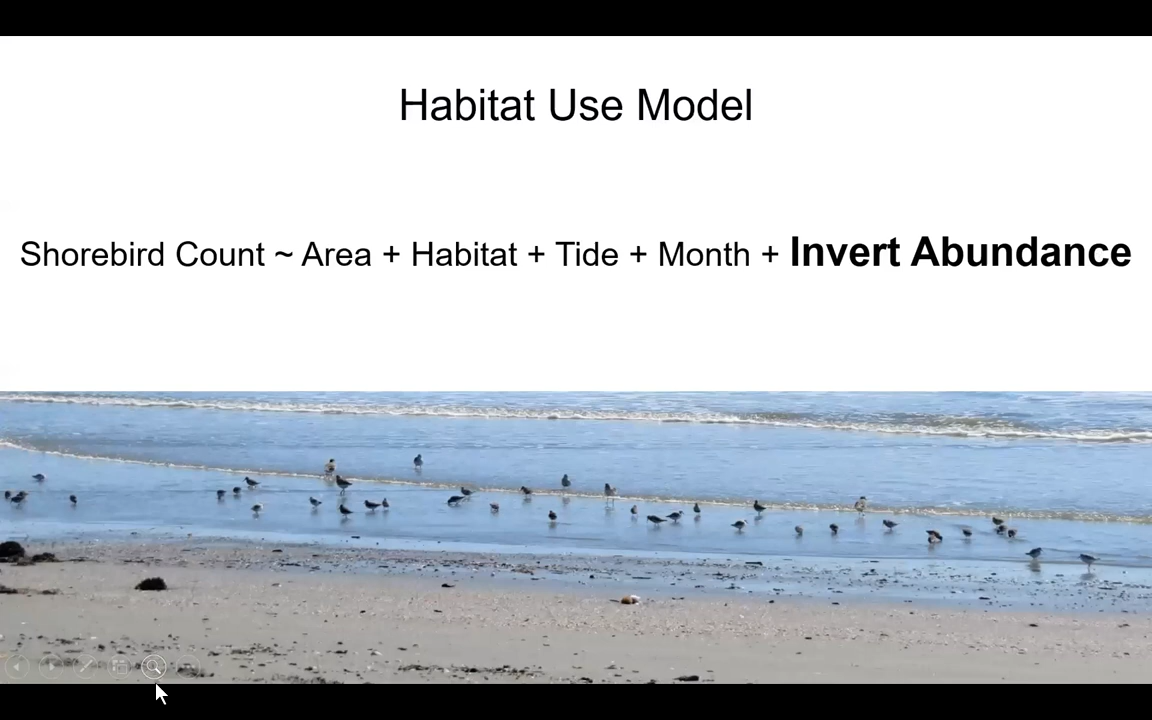 Habitat Use Model
Shorebird Count ~ Area + Habitat + Tide + Month + Invert Abundance